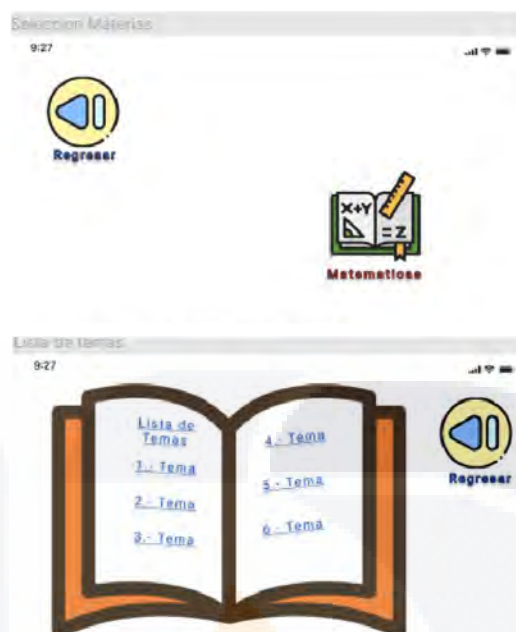 Seleccion Materias
9:27
Regresar
X+Y
= Z
Matematicas
Lista de temas
9:27
Lista de
Temas
1.- Tema
2.- Tema
3.- Tema
4.- Tema
5.- Tema
6.- Tema
Regresar